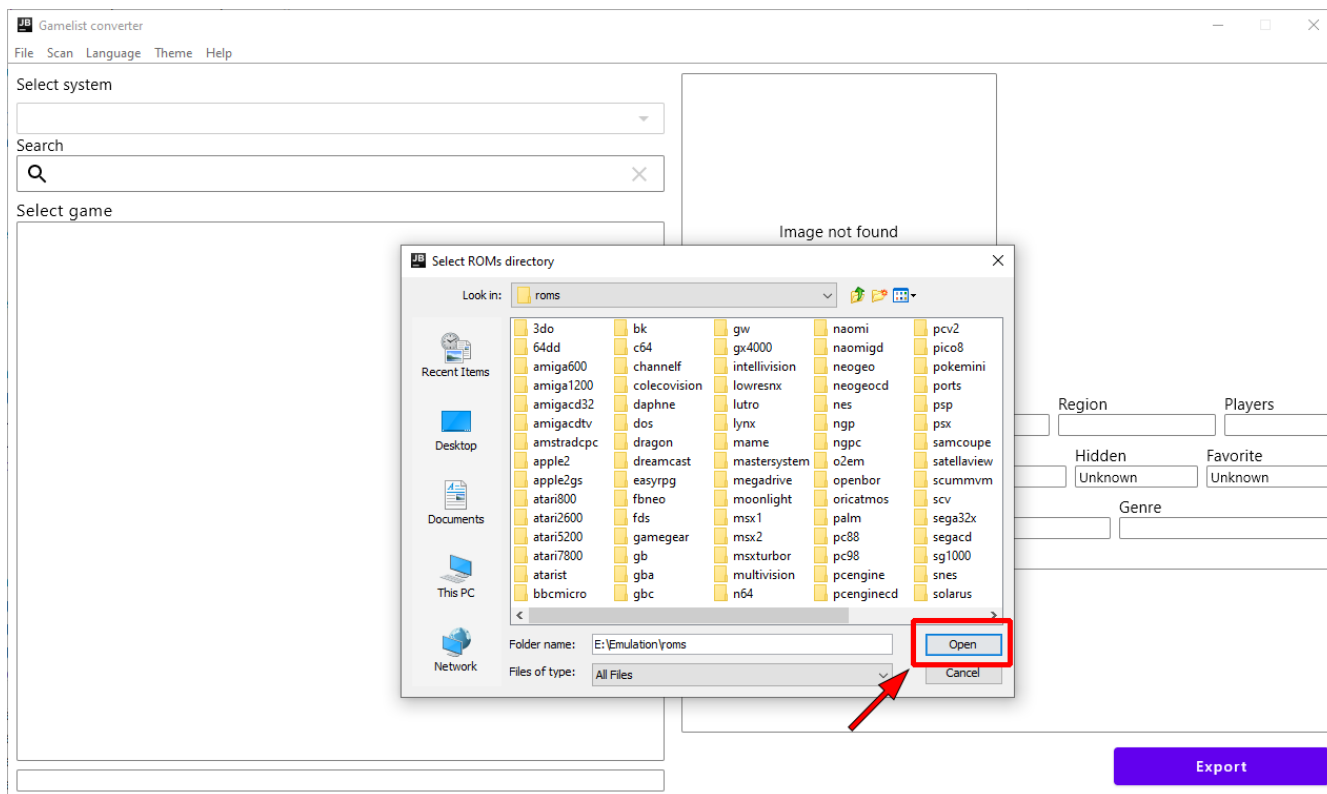 JB Gamelist converter
File Scan Language Theme Help
Select system
Search
Select game
Image not found
Region Players
Hidden Favorite
Unknown Unknown
Genre
Export
JB Select ROMs directory
Look in: roms
Recent Items
Desktop
Documents
This PC
Network
3do bk gw naomi pcv2
64dd c64 gx4000 naomigd pico8
amiga600 channelf intellivision neogeo pokemini
amiga1200 colecovision lowresnx neogeocd ports
amigacd32 daphne lutro nes psp
amigacdtv dos lynx ngp psx
amstradcpc dragon mame ngpc samcoupe
apple2 dreamcast mastersystem o2em satellaview
apple2gs easyrpg megadrive openbor scummvm
atari800 fbneo moonlight oricatmos scv
atari2600 fds msx1 palm sega32x
atari5200 gamegear msx2 pc88 segacd
atari7800 gb msxturbor pc98 sg1000
atarist gba multivision pcengine snes
bbcmicro gbc n64 pcenginecd solarus
Folder name: E:\Emulation\roms Open
Files of type: All Files Cancel